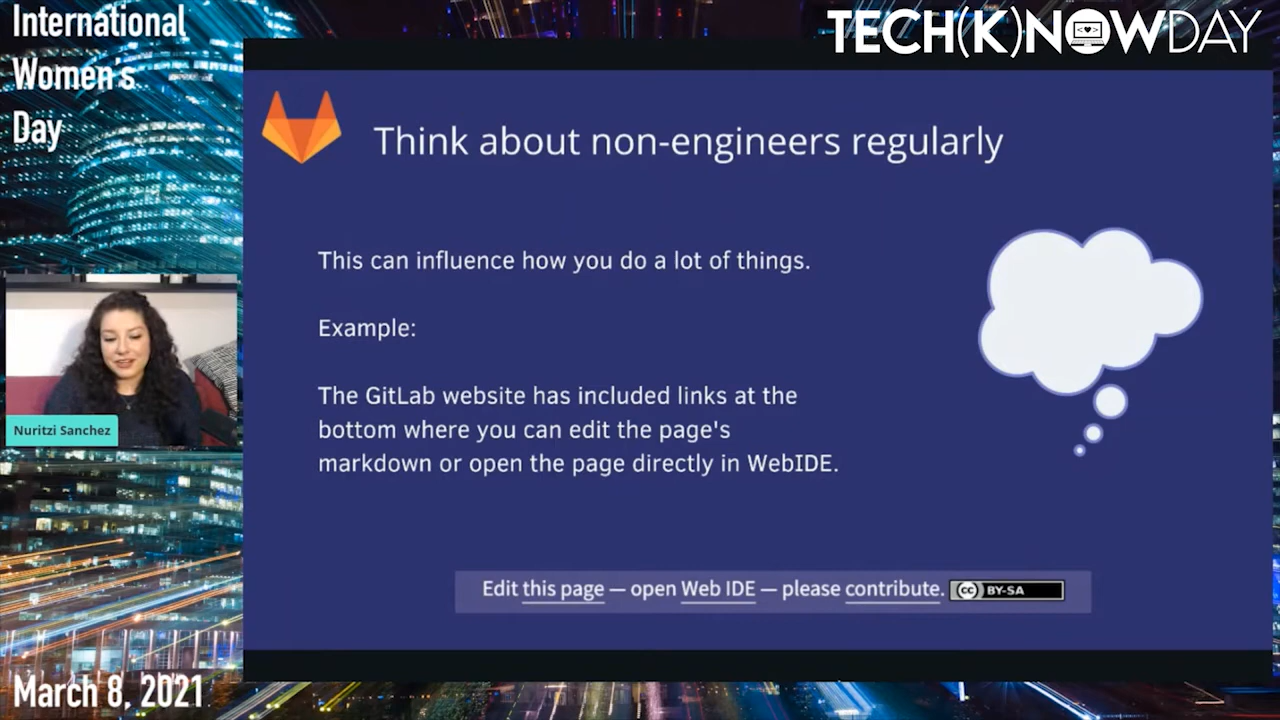 International
Women's
Day
TECH(K)NOWDAY
Think about non-engineers regularly
This can influence how you do a lot of things.
Example:
The GitLab website has included links at the
bottom where you can edit the page's
markdown or open the page directly in WebIDE.
Edit this page — open Web IDE — please contribute. cc BY-SA
Nuritzi Sanchez
March 8, 2021